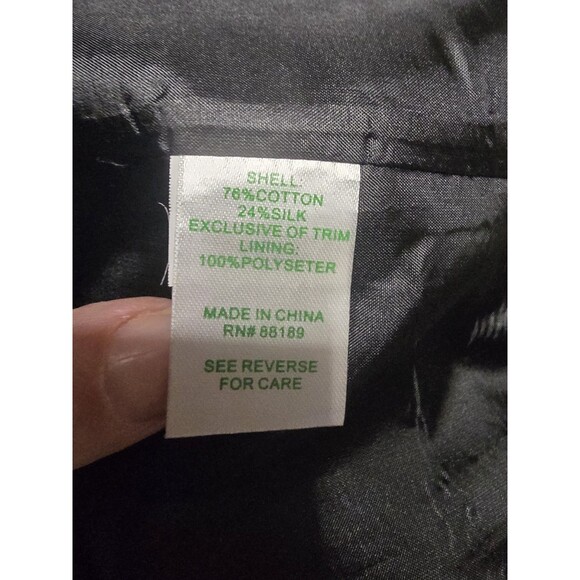 SHELL:
76%COTTON
24%SILK
EXCLUSIVE OF TRIM
LINING:
100%POLYSETER
MADE IN CHINA
RN# 88189
SEE REVERSE
FOR CARE